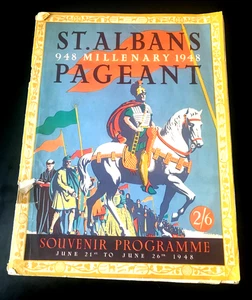 ST. ALBANS
948 MILLENARY 1948
PAGEANT
2/6
SOUVENIR PROGRAMME
JUNE 21ST TO JUNE 26TH 1948